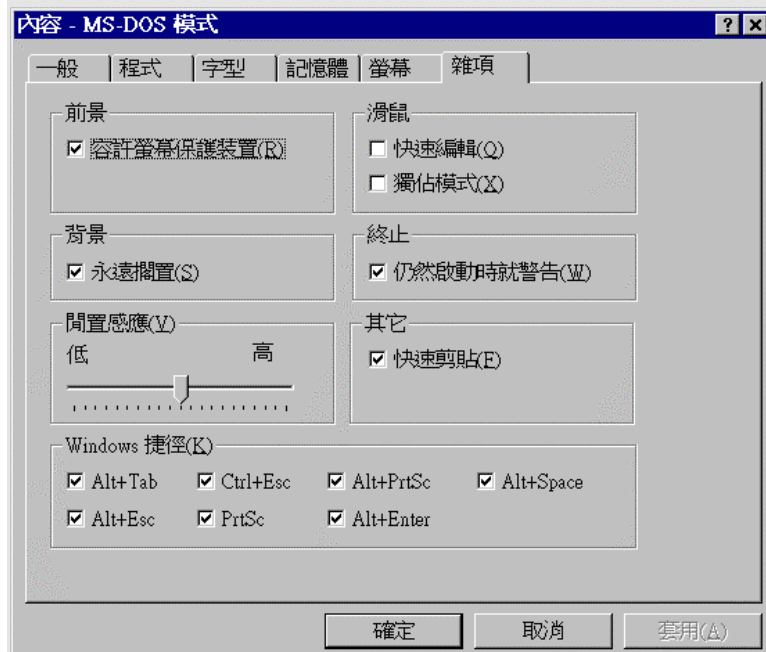 內容 - MS-DOS 模式
一般 程式 字型 記憶體 螢幕 雜項
前景
容許螢幕保護裝置(R)
滑鼠
快速編輯(Q)
獨佔模式(X)
背景
永遠擱置(S)
終止
仍然啟動時就警告(W)
閒置感應(V)
低 高
其它
快速剪貼(F)
Windows 捷徑(K)
Alt+Tab Ctrl+Esc Alt+PrtSc Alt+Space
Alt+Esc PrtSc Alt+Enter
確定 取消 套用(A)